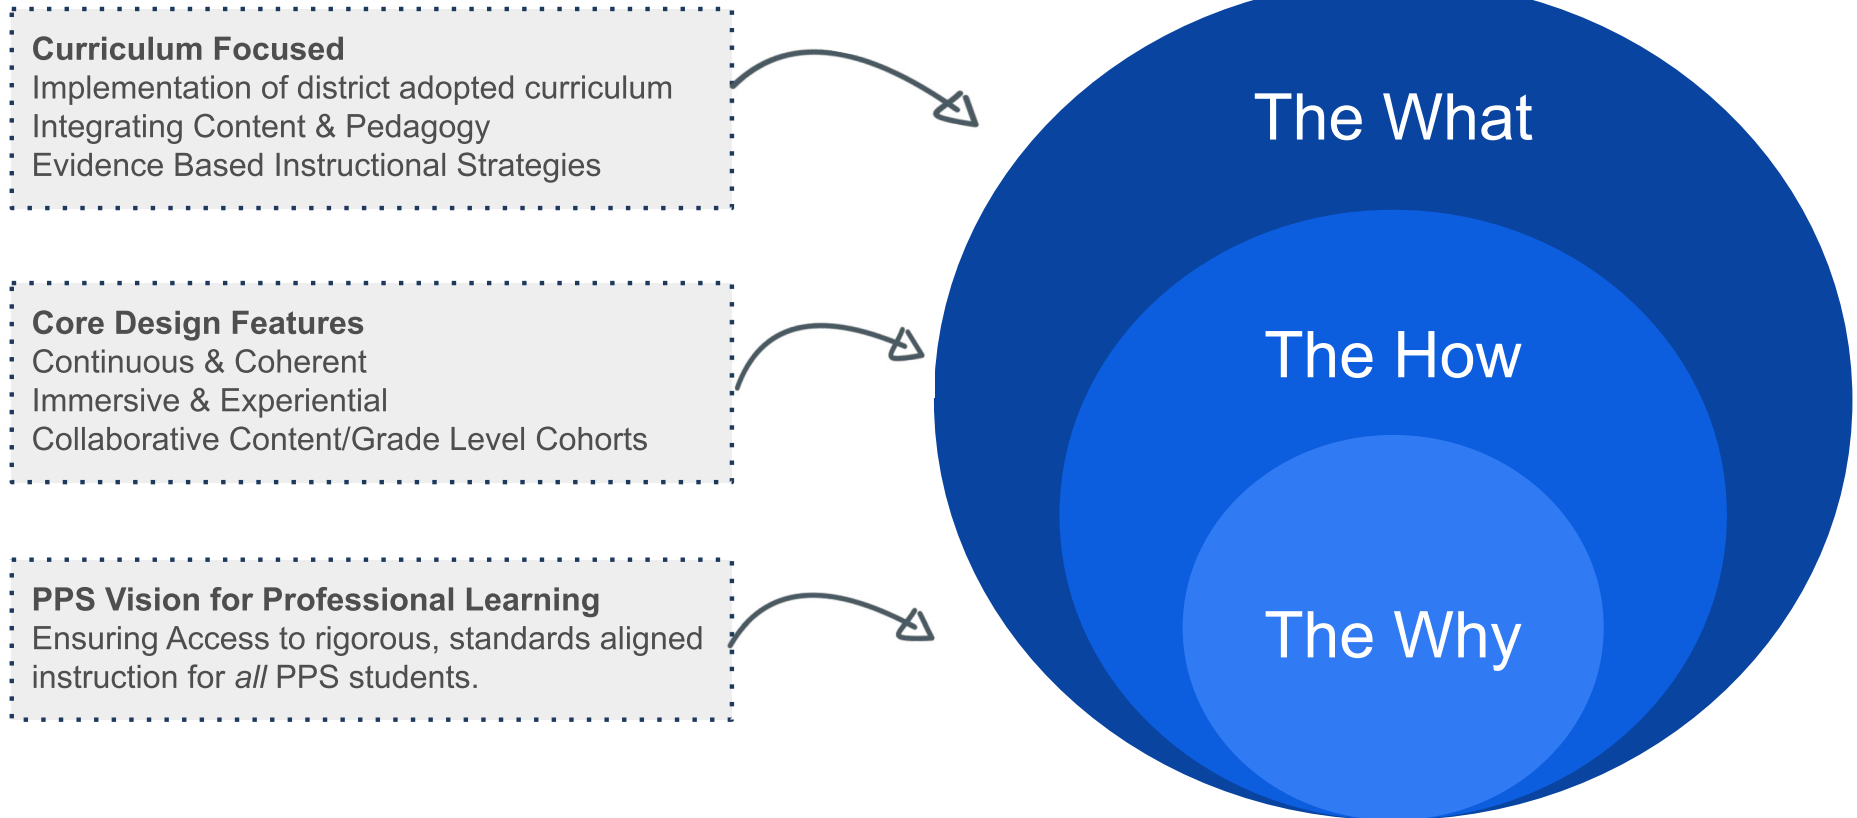 Curriculum Focused
Implementation of district adopted curriculum
Integrating Content & Pedagogy
Evidence Based Instructional Strategies
Core Design Features
Continuous & Coherent
Immersive & Experiential
Collaborative Content/Grade Level Cohorts
PPS Vision for Professional Learning
Ensuring Access to rigorous, standards aligned
instruction for all PPS students.
The What
The How
The Why